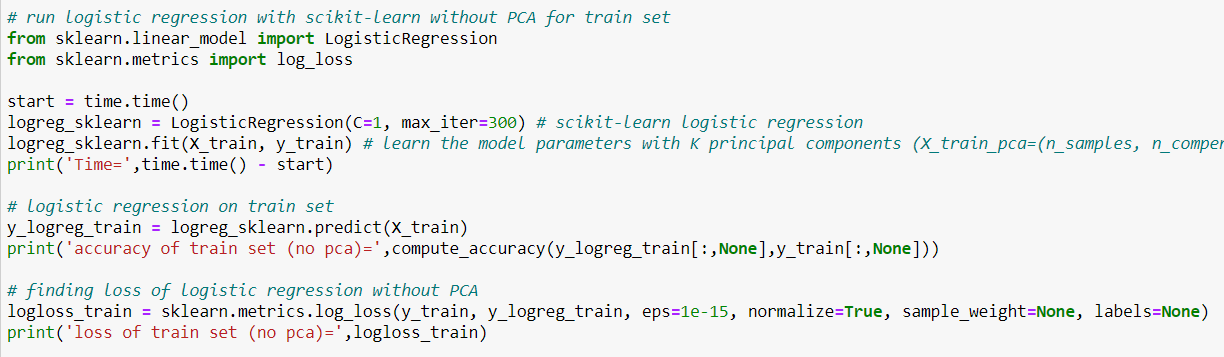 # run logistic regression with scikit-learn without PCA for train set
from sklearn.linear_model import LogisticRegression
from sklearn.metrics import log_loss
start = time.time()
logreg_sklearn = LogisticRegression(C=1, max_iter=300) # scikit-learn logistic regression
logreg_sklearn.fit(X_train, y_train) # learn the model parameters with K principal components (X_train_pca=(n_samples, n_compe
print('Time=',time.time() - start)
# logistic regression on train set
y_logreg_train = logreg_sklearn.predict(X_train)
print('accuracy of train set (no pca)=',compute_accuracy(y_logreg_train[:,None],y_train[:,None]))
# finding loss of logistic regression without PCA
logloss_train = sklearn.metrics.log_loss(y_train, y_logreg_train, eps=1e-15, normalize=True, sample_weight=None, labels=None)
print('loss of train set (no pca)=',logloss_train)